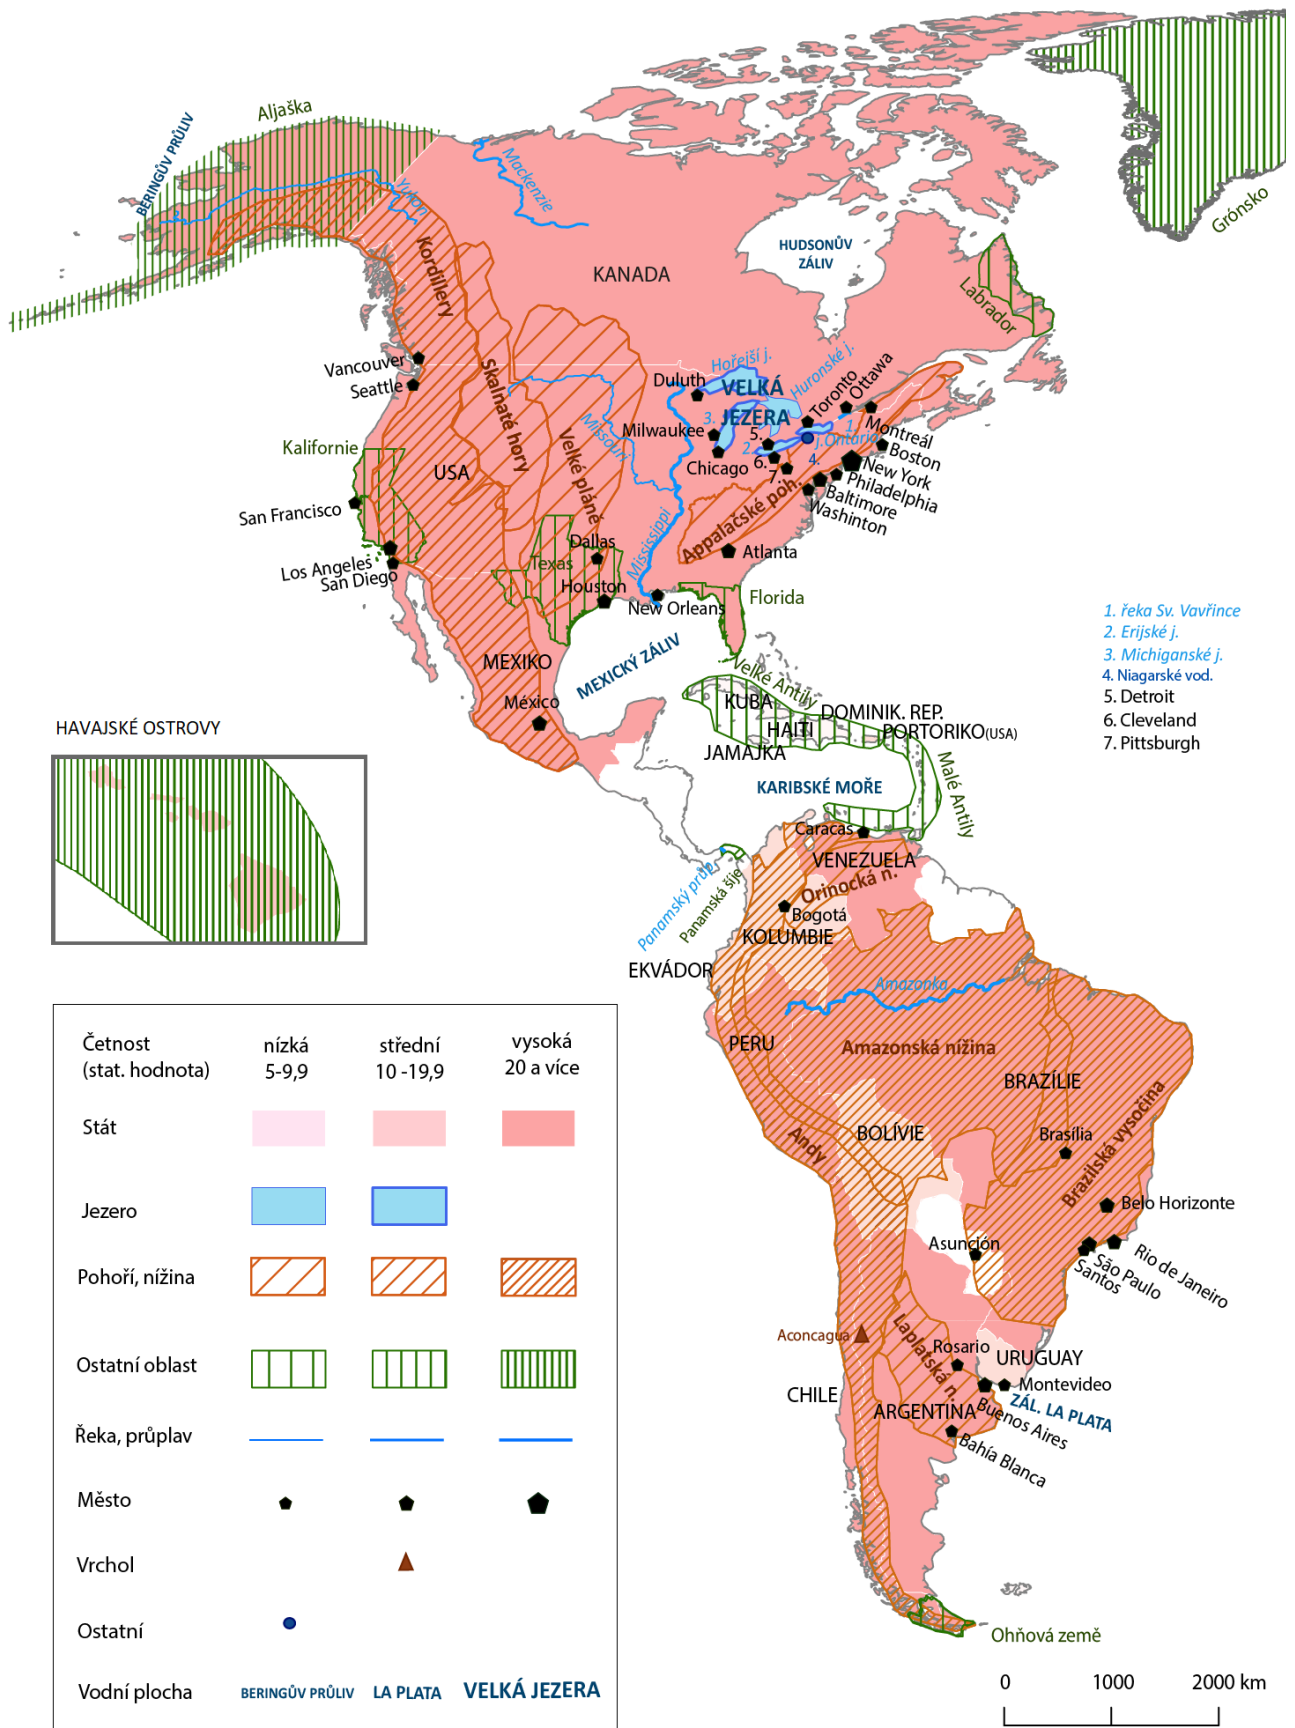 Aljaška
BERINGŮV PRŮLIV
Yukon
Mackenzie
Grónsko
HUDSONŮV
ZÁLIV
KANADA
Kordillery
Labrador
Vancouver
Seattle
Skalnaté hory
Hořejší j.
Huronské j.
Duluth
VELKÁ
JEZERA
Toronto
Ottawa
Missouri
Milwaukee
3.
5.
1.
Montreál
j.Ontario
Boston
2.
4.
Chicago
6.
7.
New York
Philadelphia
Baltimore
Washinton
Kalifornie
USA
Velké pláně
San Francisco
Mississippi
Appalačské poh.
Atlanta
Dallas
Texas
Los Angeles
San Diego
Houston
New Orleans
Florida
1. řeka Sv. Vavřince
2. Erijské j.
3. Michiganské j.
4. Niagarské vod.
5. Detroit
6. Cleveland
7. Pittsburgh
MEXIKO
MEXICKÝ ZÁLIV
Velké Antily
México
KUBA
DOMINIK. REP.
HAITI
PORTORIKO(USA)
JAMAJKA
Malé Antily
KARIBSKÉ MOŘE
HAVAJSKÉ OSTROVY
Caracas
VENEZUELA
Panamský průp.
Panamská šíje
Orinocká n.
Bogotá
KOLUMBIE
EKVÁDOR
Amazonka
PERU
Amazonská nížina
BRAZÍLIE
BOLÍVIE
Brasília
Andy
Brazilská vysočina
Belo Horizonte
Asunción
Rio de Janeiro
São Paulo
Santos
Aconcagua
Laplatská n.
Rosario
URUGUAY
Montevideo
CHILE
ZÁL. LA PLATA
ARGENTINA
Buenos Aires
Bahía Blanca
Ohňová země
0 1000 2000 km
Četnost nízká střední vysoká
(stat. hodnota) 5-9,9 10 -19,9 20 a více
Stát
Jezero
Pohoří, nížina
Ostatní oblast
Řeka, průplav
Město
Vrchol
Ostatní
Vodní plocha BERINGŮV PRŮLIV LA PLATA VELKÁ JEZERA